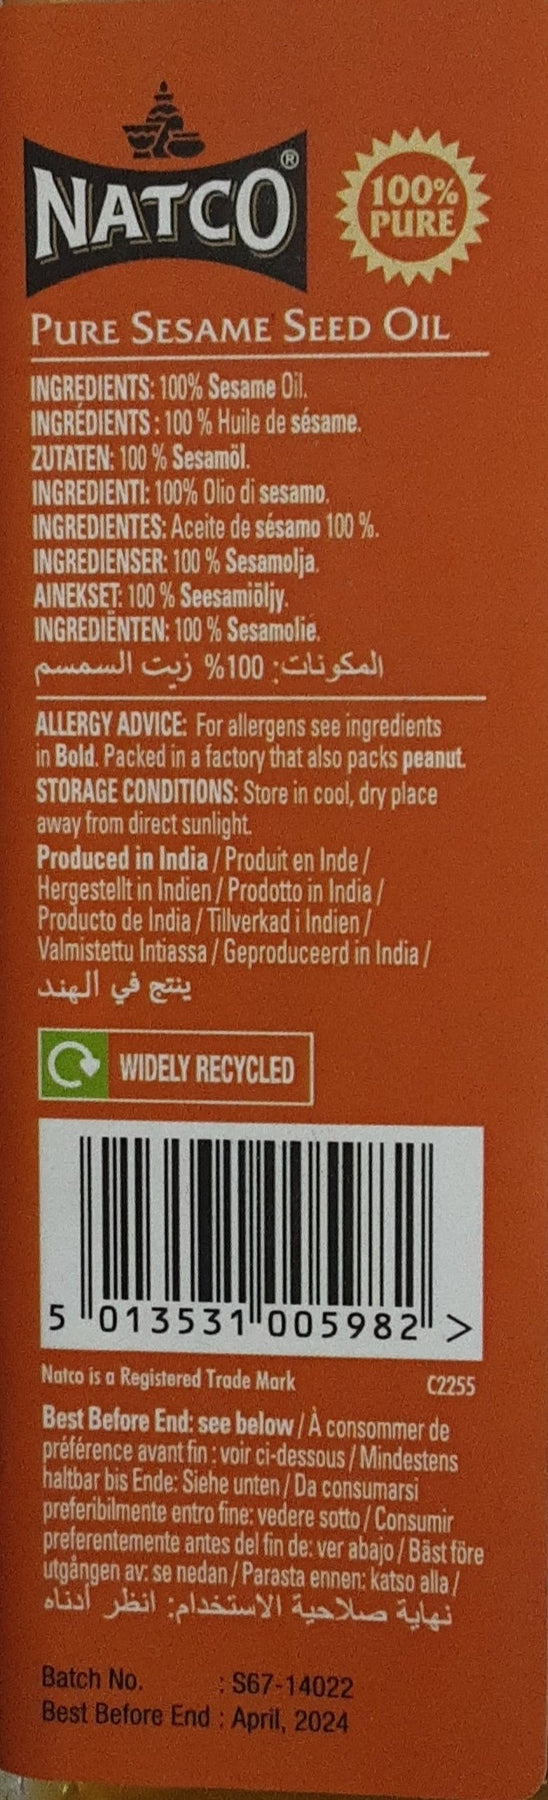 NATCO®
100%
PURE
PURE SESAME SEED OIL
INGREDIENTS: 100% Sesame Oil.
INGRÉDIENTS : 100 % Huile de sésame.
ZUTATEN: 100 % Sesamöl.
INGREDIENTI: 100% Olio di sesamo.
INGREDIENTES: Aceite de sésamo 100 %.
INGREDIENSER: 100 % Sesamolja.
AINEKSET: 100 % Seesamiöljy.
INGREDIËNTEN: 100 % Sesamolie.
المكونات: 100% زيت السمسم
ALLERGY ADVICE: For allergens see ingredients
in Bold. Packed in a factory that also packs peanut.
STORAGE CONDITIONS: Store in cool, dry place
away from direct sunlight.
Produced in India / Produit en Inde /
Hergestellt in Indien / Prodotto in India /
Producto de India / Tillverkad i Indien /
Valmistettu Intiassa / Geproduceerd in India /
ينتج في الهند
WIDELY RECYCLED
5 013531 005982 >
Natco is a Registered Trade Mark C2255
Best Before End: see below / À consommer de
préférence avant fin : voir ci-dessous / Mindestens
haltbar bis Ende: Siehe unten / Da consumarsi
preferibilmente entro fine: vedere sotto / Consumir
preferentemente antes del fin de: ver abajo / Bäst före
utgången av: se nedan / Parasta ennen: katso alla /
نهاية صلاحية الاستخدام: انظر أدناه
Batch No. : S67-14022
Best Before End : April, 2024